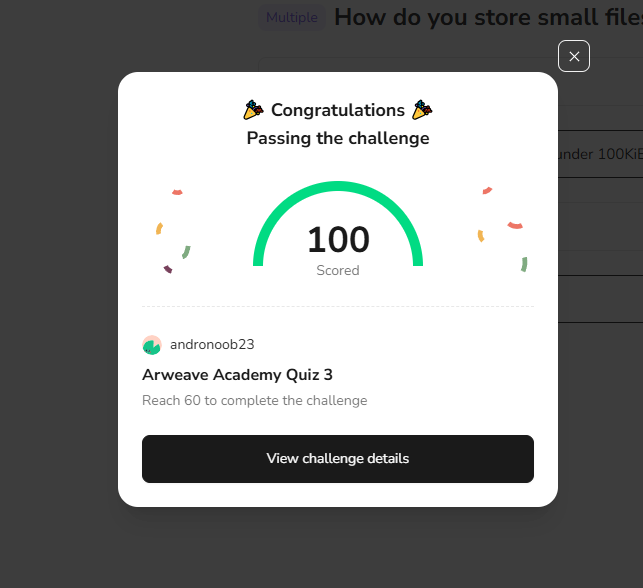 Multiple
How do you store small files
Congratulations
Passing the challenge
under 100KiB
100
Scored
andronoob23
Arweave Academy Quiz 3
Reach 60 to complete the challenge
View challenge details